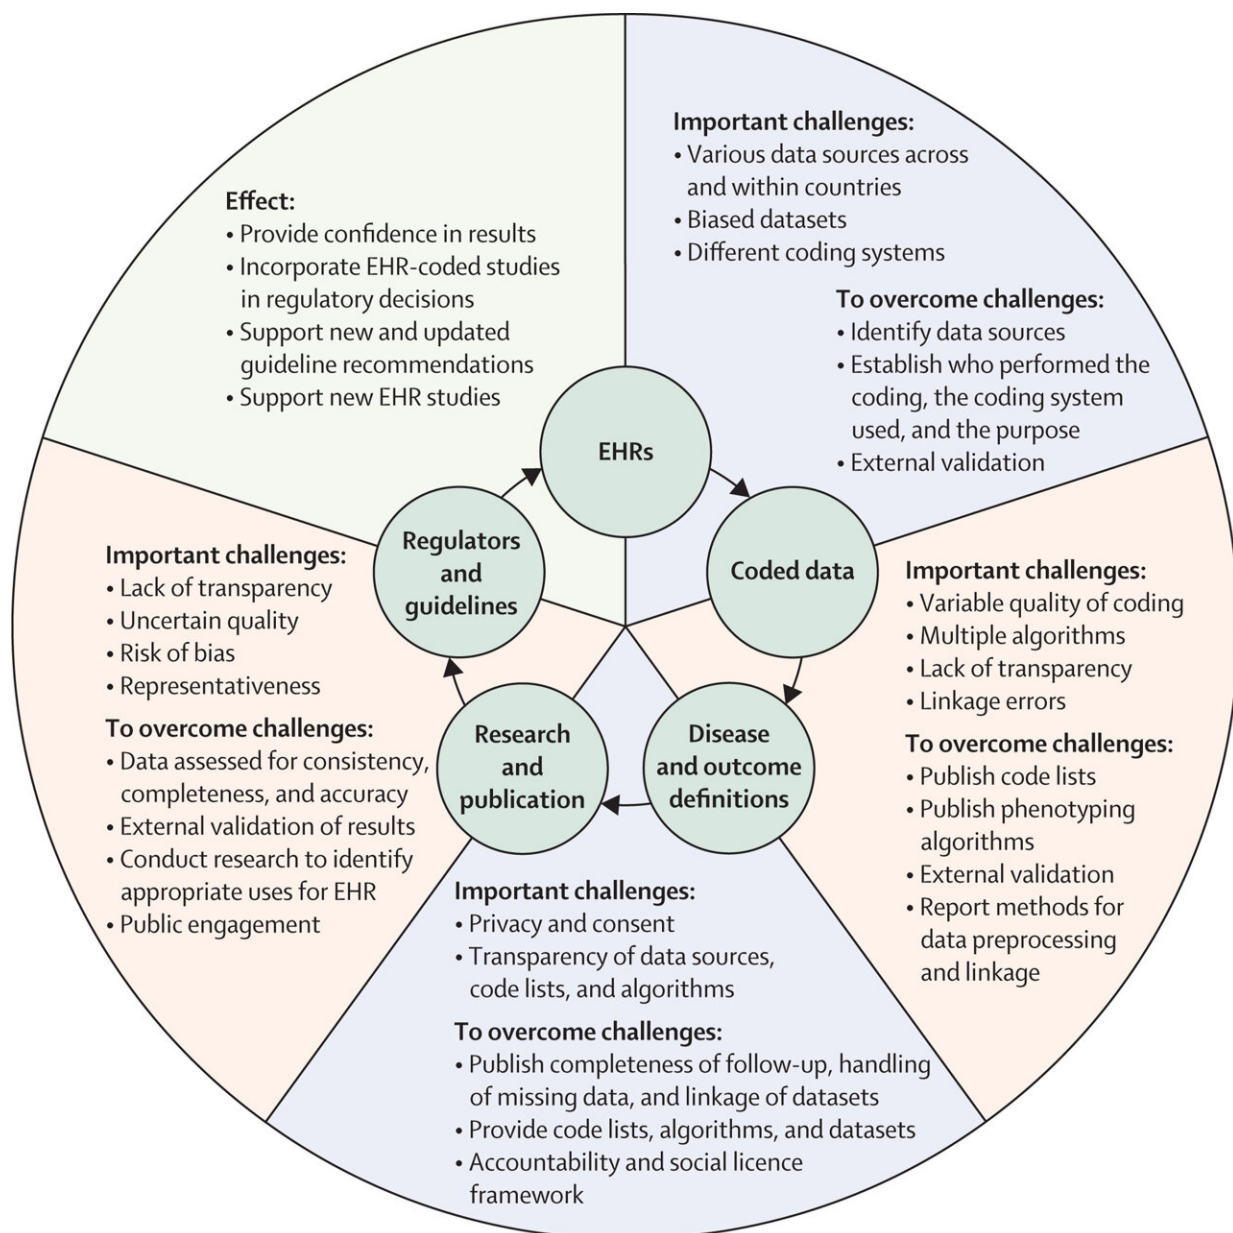 Important challenges:
• Various data sources across
and within countries
• Biased datasets
• Different coding systems
To overcome challenges:
• Identify data sources
• Establish who performed the
coding, the coding system
used, and the purpose
• External validation
Effect:
• Provide confidence in results
• Incorporate EHR-coded studies
in regulatory decisions
• Support new and updated
guideline recommendations
• Support new EHR studies
EHRs
Regulators
and
guidelines
Coded data
Research
and
publication
Disease
and outcome
definitions
Important challenges:
• Lack of transparency
• Uncertain quality
• Risk of bias
• Representativeness
To overcome challenges:
• Data assessed for consistency,
completeness, and accuracy
• External validation of results
• Conduct research to identify
appropriate uses for EHR
• Public engagement
Important challenges:
• Variable quality of coding
• Multiple algorithms
• Lack of transparency
• Linkage errors
To overcome challenges:
• Publish code lists
• Publish phenotyping
algorithms
• External validation
• Report methods for
data preprocessing
and linkage
Important challenges:
• Privacy and consent
• Transparency of data sources,
code lists, and algorithms
To overcome challenges:
• Publish completeness of follow-up, handling
of missing data, and linkage of datasets
• Provide code lists, algorithms, and datasets
• Accountability and social licence
framework